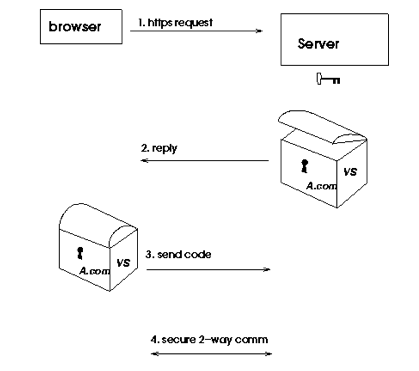 browser
1. https request
Server
2. reply
A.com
VS
3. send code
A.com
VS
4. secure 2-way comm